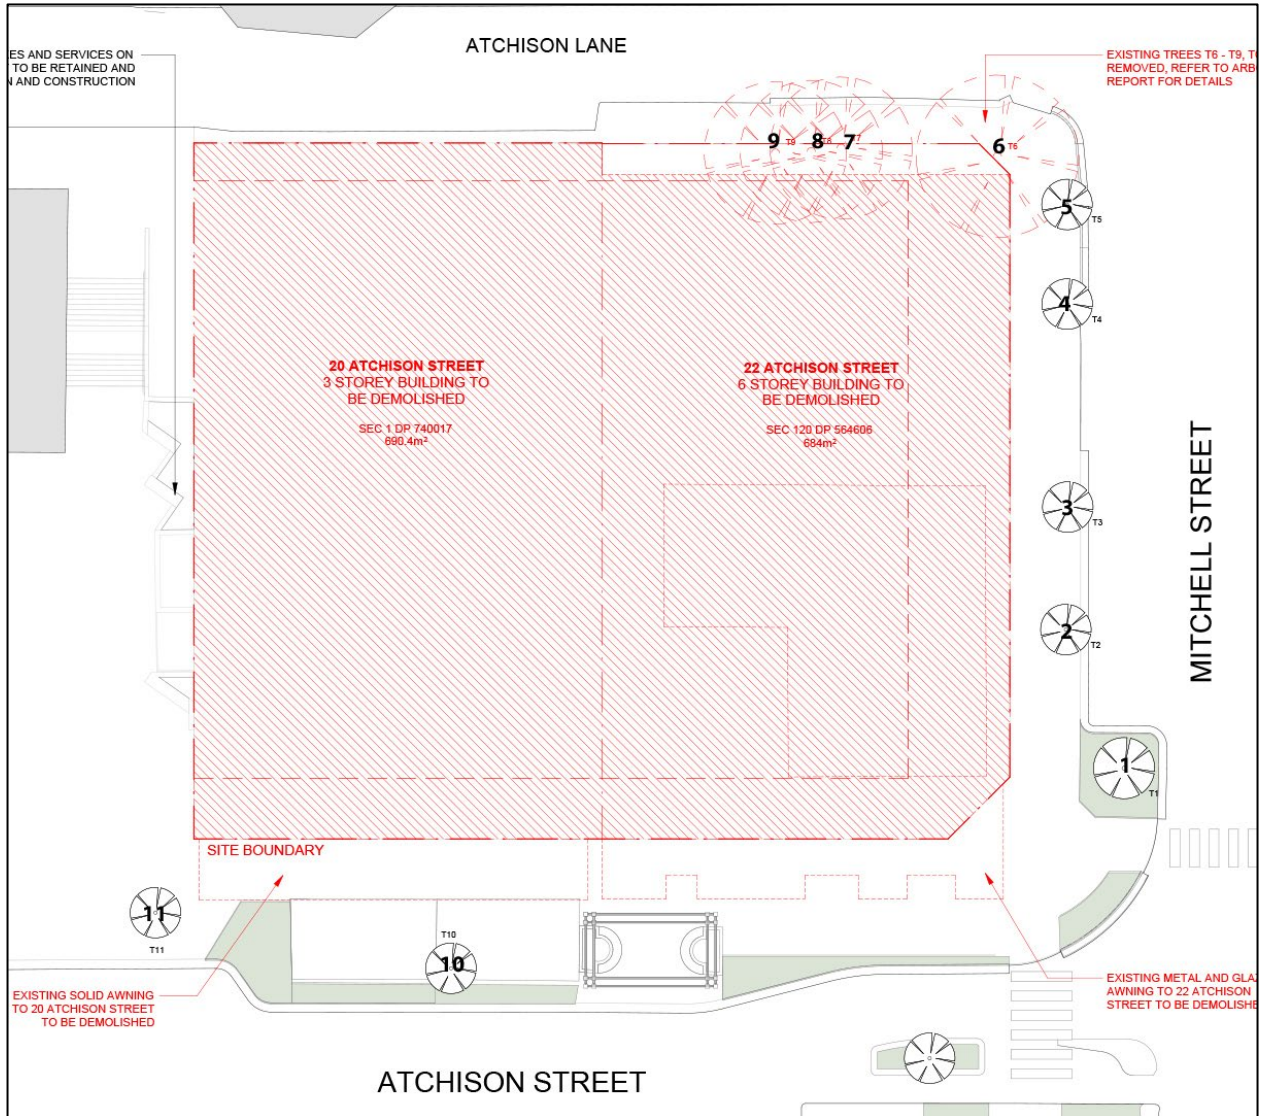 ATCHISON LANE
ES AND SERVICES ON
TO BE RETAINED AND
AND CONSTRUCTION
EXISTING TREES T6 - T9,
REMOVED, REFER TO ARB
REPORT FOR DETAILS
9 T9
8 T8
7
6 T6
5
T5
4
T4
20 ATCHISON STREET
3 STOREY BUILDING TO
BE DEMOLISHED
SEC 1 DP 740017
690.4m²
22 ATCHISON STREET
6 STOREY BUILDING TO
BE DEMOLISHED
SEC 120 DP 564606
684m²
3
T3
MITCHELL STREET
2
T2
1
T1
SITE BOUNDARY
11
T11
T10
10
EXISTING SOLID AWNING
TO 20 ATCHISON STREET
TO BE DEMOLISHED
EXISTING METAL AND GLA
AWNING TO 22 ATCHISON
STREET TO BE DEMOLISHE
ATCHISON STREET